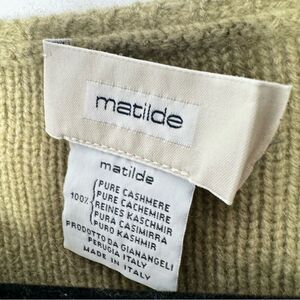 matilde
matilde
100%
PURE CASHMERE
PURE CACHEMIRE
REINES KASCHMIR
PURA CASIMIRRA
PURO KASHMIR
PRODOTTO DA GIANANGELI
PERUGIA ITALY
MADE IN ITALY